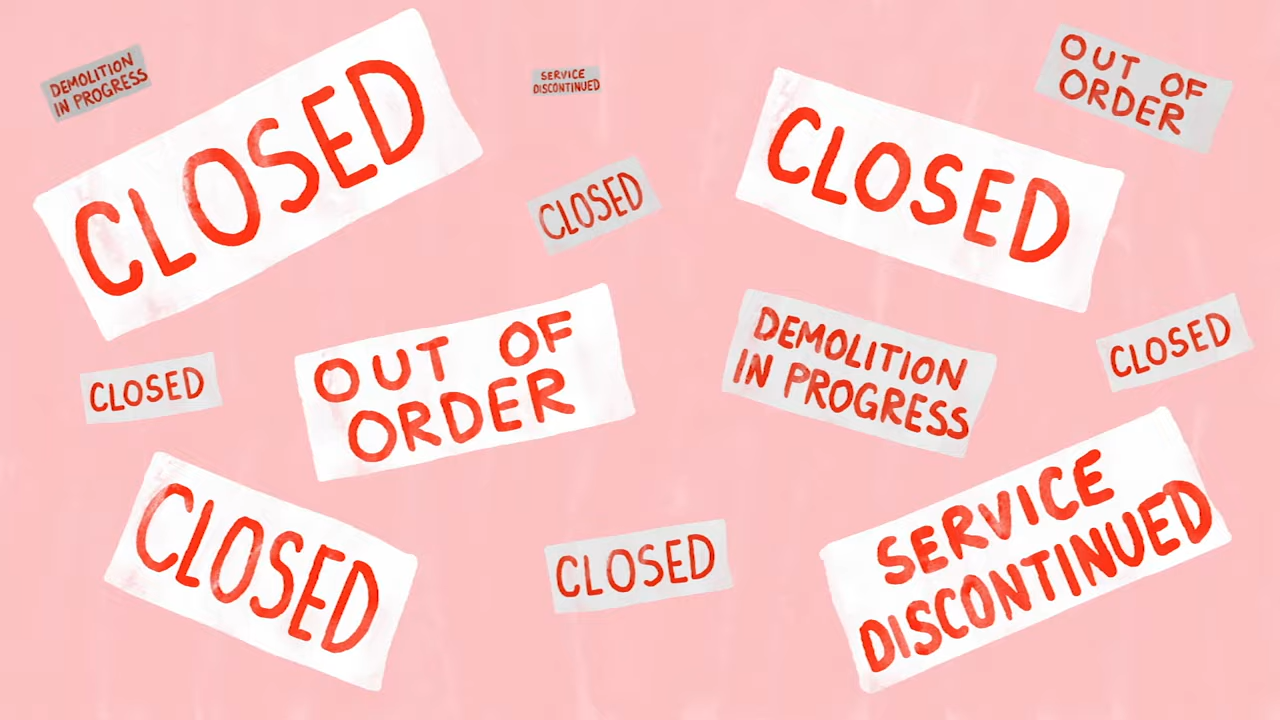 DEMOLITION
IN PROGRESS
CLOSED
SERVICE
DISCONTINUED
CLOSED
CLOSED
OUT OF
ORDER
CLOSED
OUT OF
ORDER
DEMOLITION
IN PROGRESS
CLOSED
CLOSED
CLOSED
SERVICE
DISCONTINUED